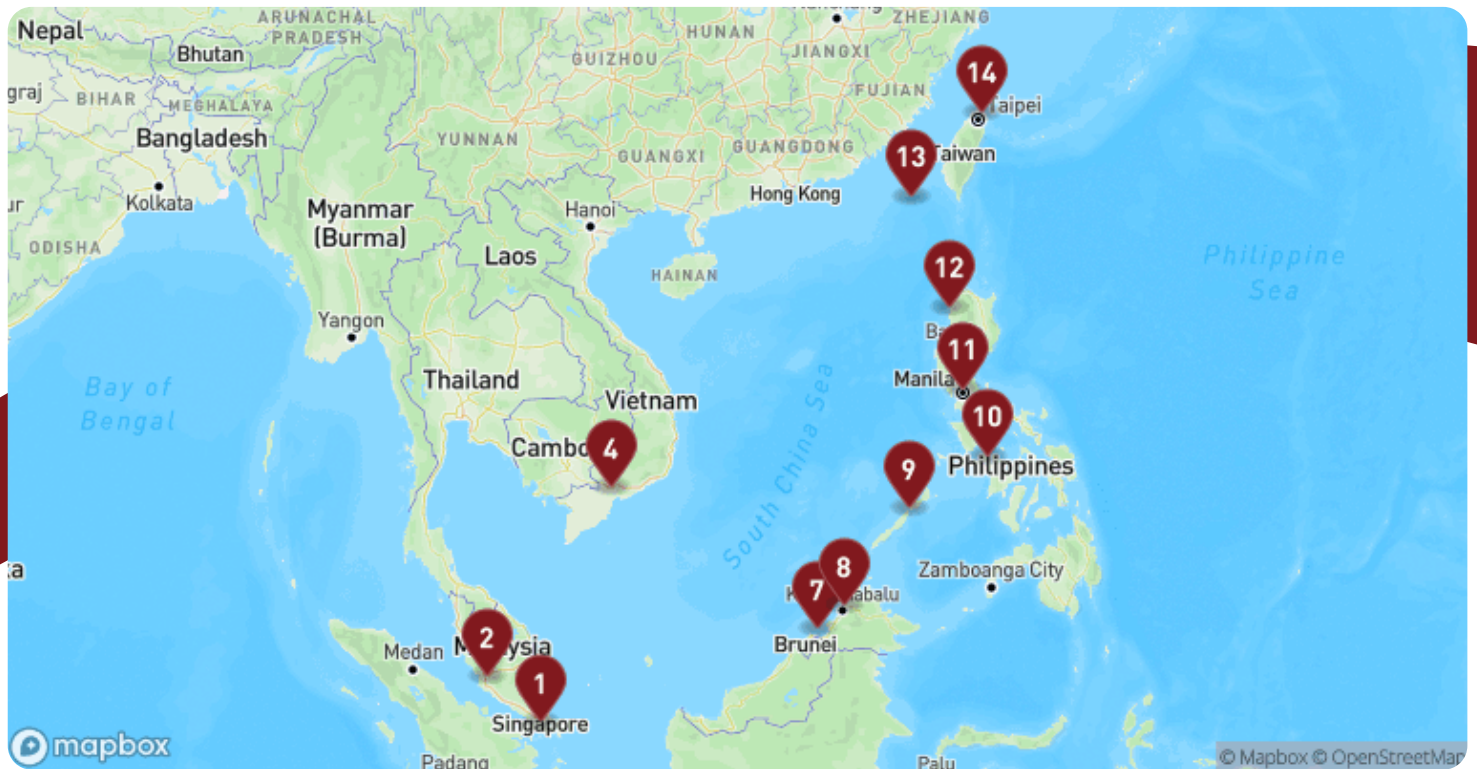 Nepal
ARUNACHAL
PRADESH
Bhutan
ZHEJIANG
HUNAN
JIANGXI
GUIZHOU
FUJIAN
graj
BIHAR
MEGHALAYA
14
Taipei
Bangladesh
YUNNAN
GUANGXI
GUANGDONG
13
Taiwan
Kolkata
Myanmar
(Burma)
Hanoi
Hong Kong
ODISHA
Laos
HAINAN
12
Philippine
Sea
Yangon
11
Manila
Bay of
Bengal
Thailand
Vietnam
10
4
9
Philippines
South China Sea
8
7
Zamboanga City
Brunei
Medan
2
1
Singapore
mapbox
Padang
Palu
© Mapbox © OpenStreetMap